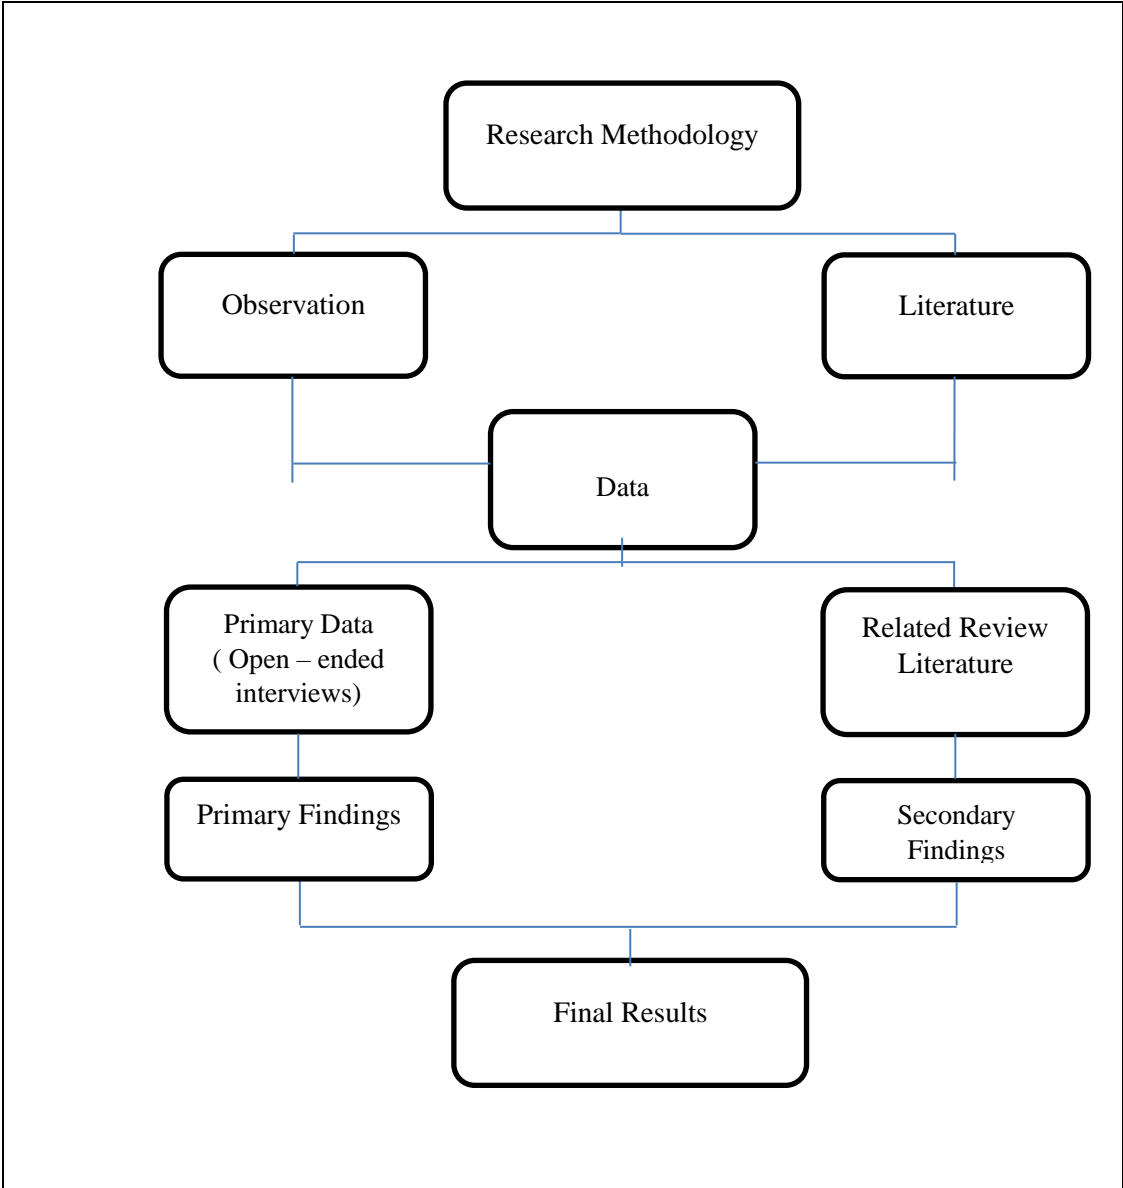 Research Methodology
Observation
Literature
Data
Primary Data
( Open – ended
interviews)
Related Review
Literature
Primary Findings
Secondary
Findings
Final Results